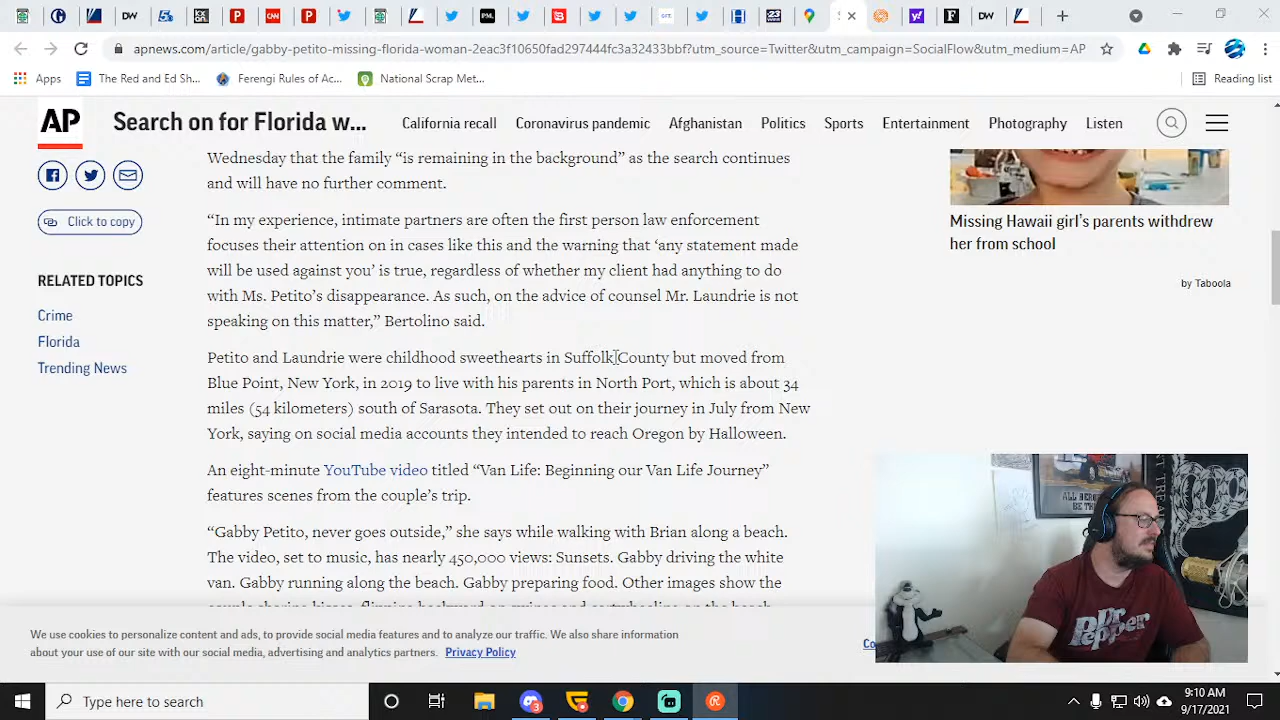 apnews.com/article/gabby-petito-missing-florida-woman-2eac3f10650fad297444fc3a32433bbf?utm_source=Twitter&utm_campaign=SocialFlow&utm_medium=AP
Apps
The Red and Ed Sh...
Ferengi Rules of Ac...
National Scrap Met...
Reading list
AP
Search on for Florida w...
California recall
Coronavirus pandemic
Afghanistan
Politics
Sports
Entertainment
Photography
Listen
Click to copy
RELATED TOPICS
Crime
Florida
Trending News
Wednesday that the family “is remaining in the background” as the search continues
and will have no further comment.
“In my experience, intimate partners are often the first person law enforcement
focuses their attention on in cases like this and the warning that ‘any statement made
will be used against you’ is true, regardless of whether my client had anything to do
with Ms. Petito’s disappearance. As such, on the advice of counsel Mr. Laundrie is not
speaking on this matter,” Bertolino said.
Petito and Laundrie were childhood sweethearts in Suffolk County but moved from
Blue Point, New York, in 2019 to live with his parents in North Port, which is about 34
miles (54 kilometers) south of Sarasota. They set out on their journey in July from New
York, saying on social media accounts they intended to reach Oregon by Halloween.
An eight-minute YouTube video titled “Van Life: Beginning our Van Life Journey”
features scenes from the couple’s trip.
“Gabby Petito, never goes outside,” she says while walking with Brian along a beach.
The video, set to music, has nearly 450,000 views: Sunsets. Gabby driving the white
van. Gabby running along the beach. Gabby preparing food. Other images show the
Missing Hawaii girl’s parents withdrew
her from school
by Taboola
We use cookies to personalize content and ads, to provide social media features and to analyze our traffic. We also share information
about your use of our site with our social media, advertising and analytics partners. Privacy Policy
Dr Pepper
Type here to search
9:10 AM
9/17/2021